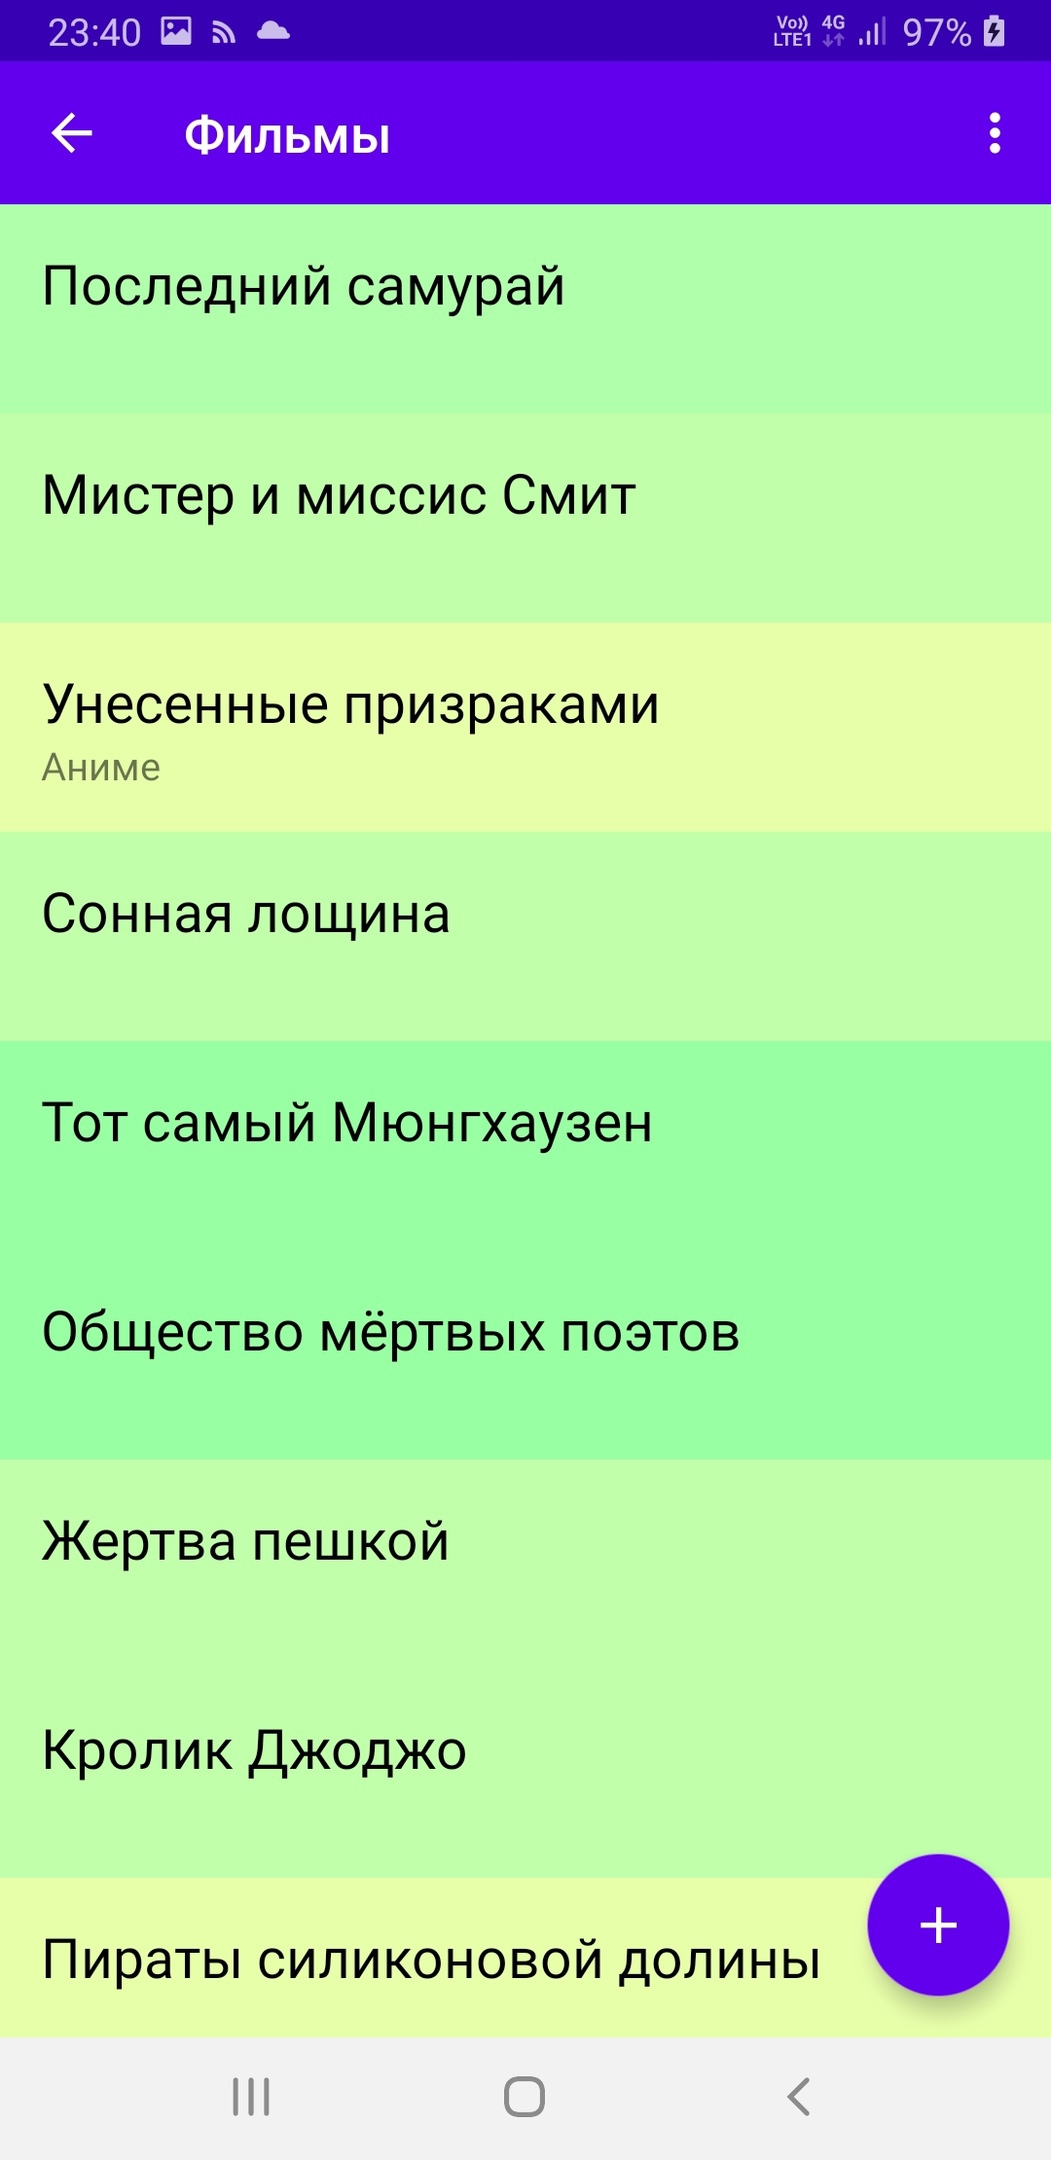 23:40 Vo)) LTE1 4G 97%
Фильмы
Последний самурай
Мистер и миссис Смит
Унесенные призраками
Аниме
Сонная лощина
Тот самый Мюнгхаузен
Общество мёртвых поэтов
Жертва пешкой
Кролик Джоджо
Пираты силиконовой долины